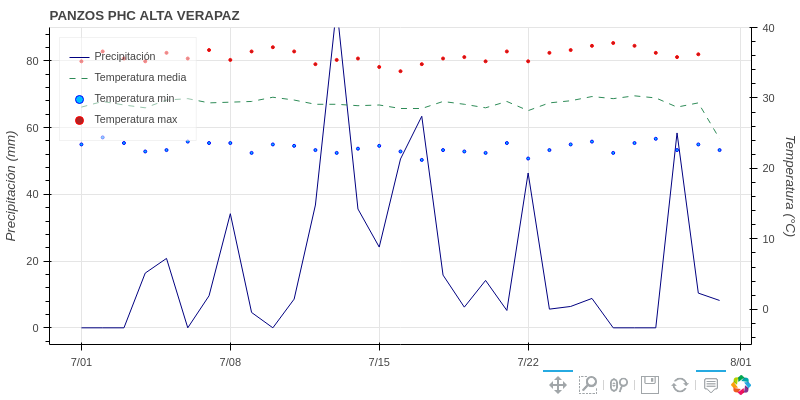 PANZOS PHC ALTA VERAPAZ
Precipitación
Temperatura media
Temperatura min
Temperatura max
Precipitación (mm)
80
60
40
20
0
Temperatura (°C)
40
30
20
10
0
7/01
7/08
7/15
7/22
8/01